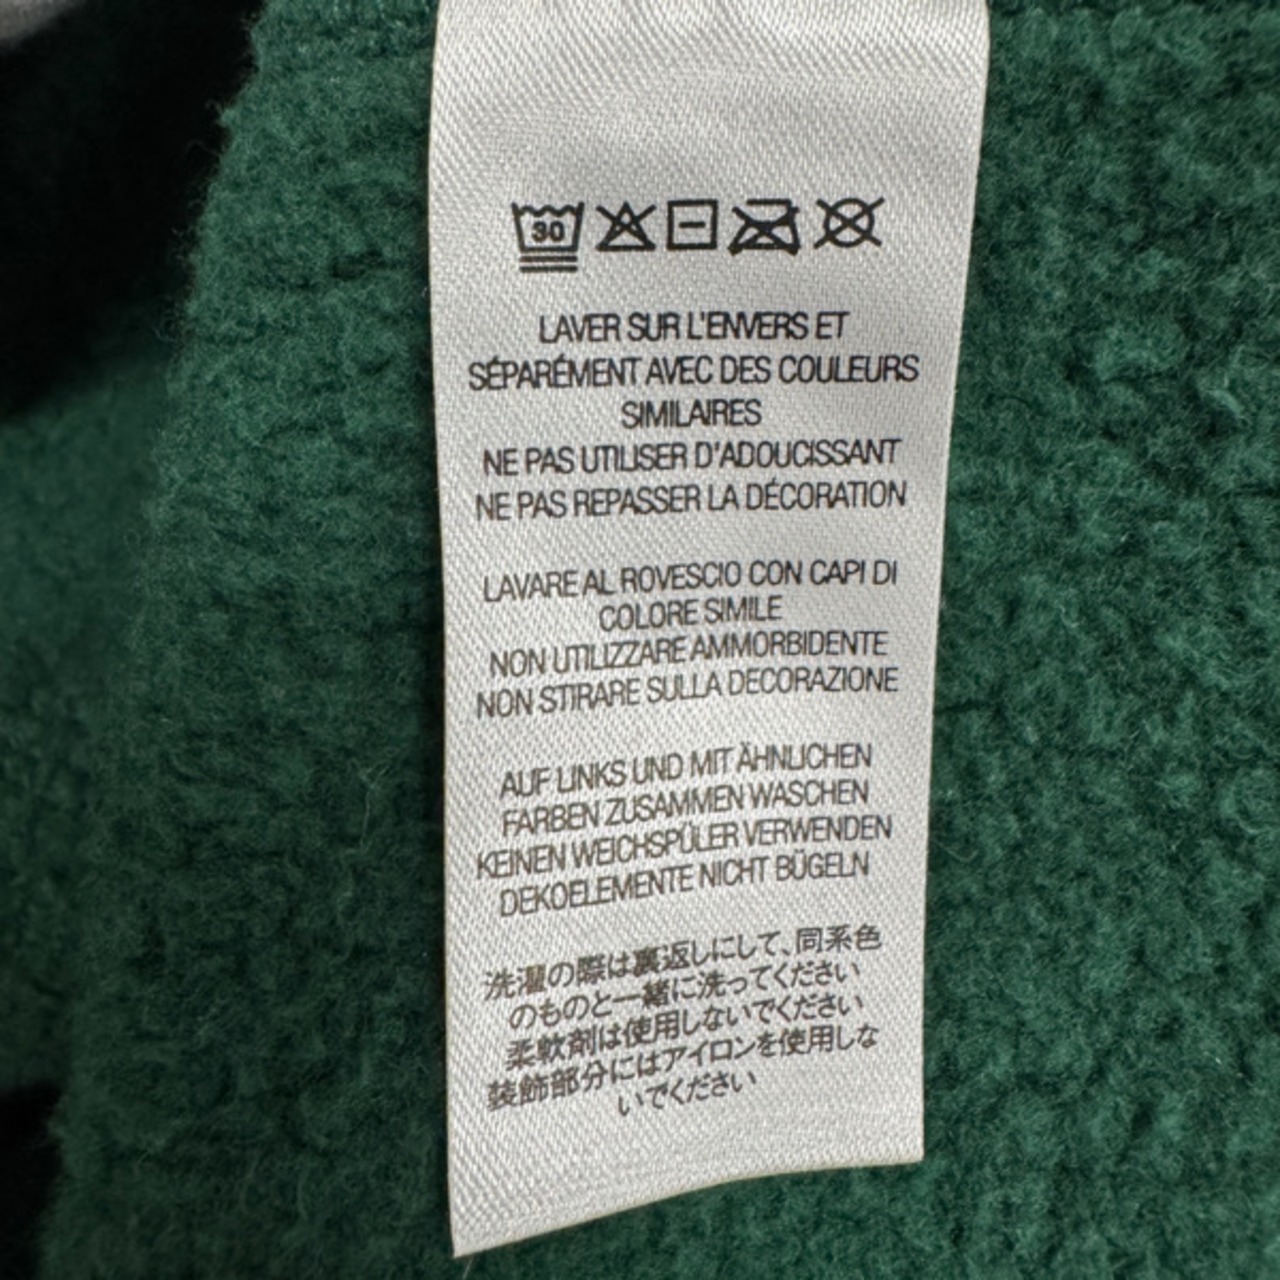 30
LAVER SUR L'ENVERS ET
SÉPARÉMENT AVEC DES COULEURS
SIMILAIRES
NE PAS UTILISER D'ADOUCISSANT
NE PAS REPASSER LA DÉCORATION
LAVARE AL ROVESCIO CON CAPI DI
COLORE SIMILE
NON UTILIZZARE AMMORBIDENTE
NON STIRARE SULLA DECORAZIONE
AUF LINKS UND MIT ÄHNLICHEN
FARBEN ZUSAMMEN WASCHEN
KEINEN WEICHSPÜLER VERWENDEN
DEKOELEMENTE NICHT BÜGELN
洗濯の際は裏返しにして、同系色
のものと一緒に洗ってください
柔軟剤は使用しないでください
装飾部分にはアイロンを使用しな
いでください